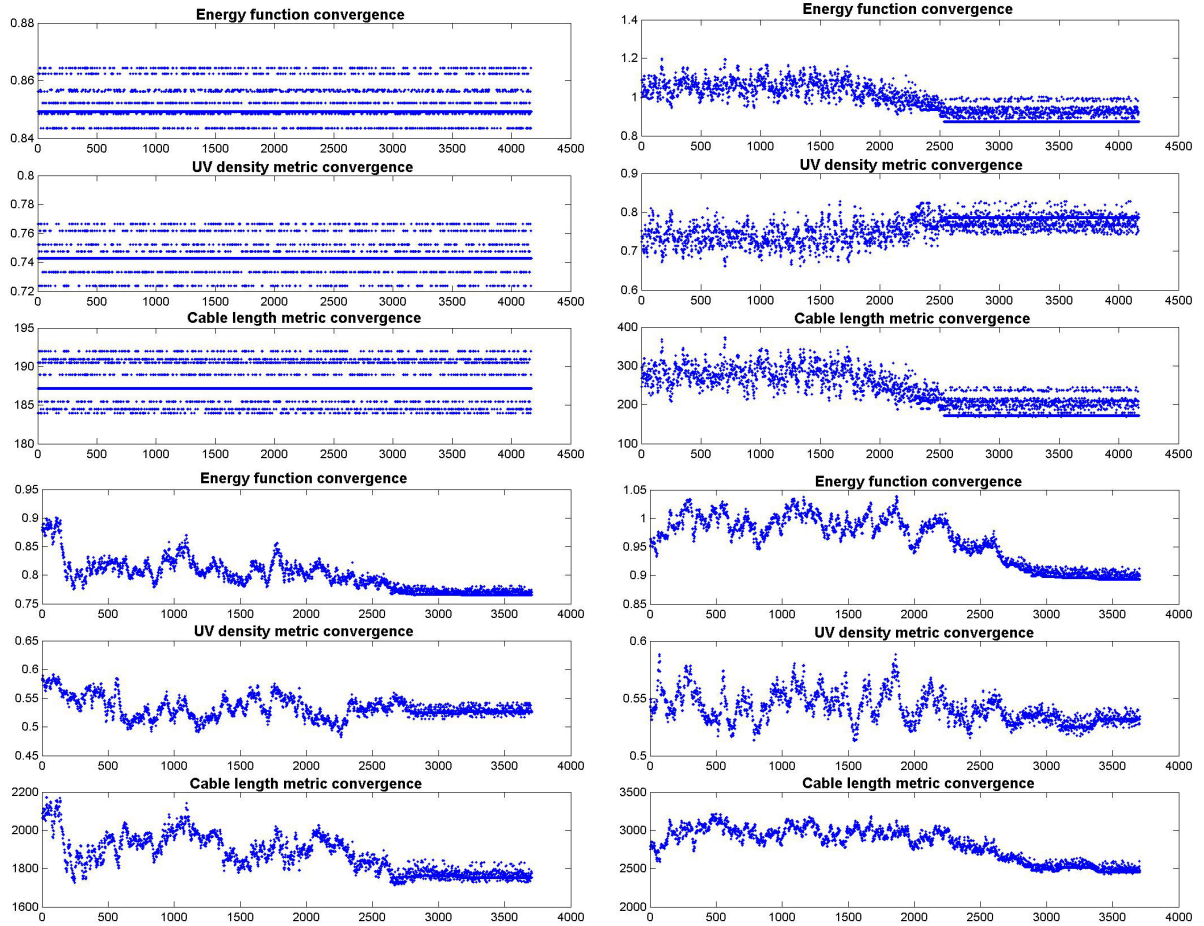 Energy function convergence
0.88
0.86
0.84
0 500 1000 1500 2000 2500 3000 3500 4000 4500
UV density metric convergence
0.8
0.76
0.74
0.72
0 500 1000 1500 2000 2500 3000 3500 4000 4500
Cable length metric convergence
195
190
185
180
0 500 1000 1500 2000 2500 3000 3500 4000 4500
Energy function convergence
1.4
1.2
1
0.8
0 500 1000 1500 2000 2500 3000 3500 4000 4500
UV density metric convergence
0.9
0.8
0.7
0.6
0 500 1000 1500 2000 2500 3000 3500 4000 4500
Cable length metric convergence
400
300
200
100
0 500 1000 1500 2000 2500 3000 3500 4000 4500
Energy function convergence
0.95
0.9
0.85
0.8
0.75
0 500 1000 1500 2000 2500 3000 3500 4000
UV density metric convergence
0.65
0.6
0.55
0.5
0.45
0 500 1000 1500 2000 2500 3000 3500 4000
Cable length metric convergence
2200
2000
1800
1600
0 500 1000 1500 2000 2500 3000 3500 4000
Energy function convergence
1.05
1
0.95
0.9
0.85
0 500 1000 1500 2000 2500 3000 3500 4000
UV density metric convergence
0.6
0.55
0.5
0 500 1000 1500 2000 2500 3000 3500 4000
Cable length metric convergence
3500
3000
2500
2000
0 500 1000 1500 2000 2500 3000 3500 4000